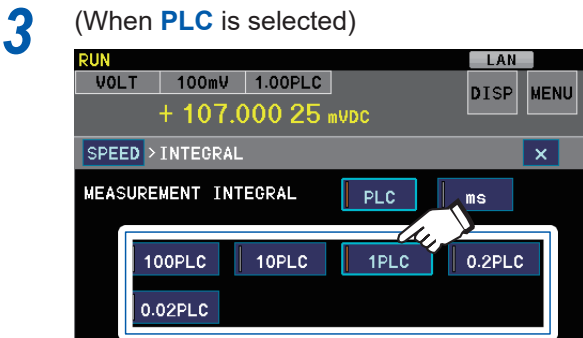 3 (When PLC is selected)
RUN LAN
VOLT 100mV 1.00PLC DISP MENU
+ 107.000 25 mVDC
SPEED > INTEGRAL ×
MEASUREMENT INTEGRAL PLC ms
100PLC 10PLC 1PLC 0.2PLC
0.02PLC